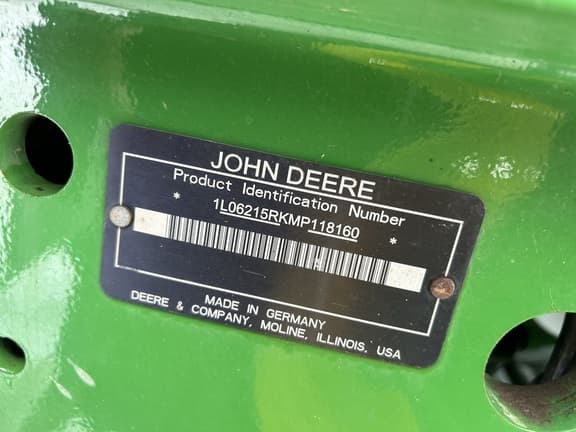 JOHN DEERE
Product Identification Number
* 1L06215RKMP118160 *
MADE IN GERMANY
DEERE & COMPANY, MOLINE, ILLINOIS, USA